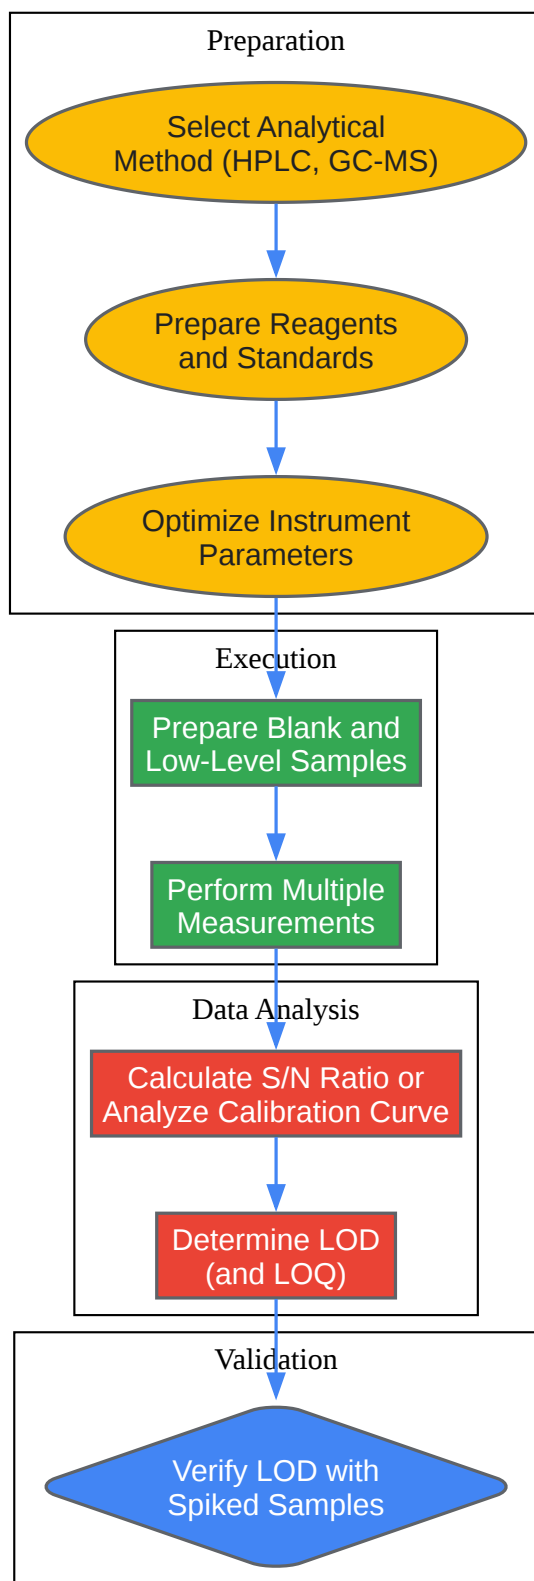 Preparation
Select Analytical
Method (HPLC, GC-MS)
Prepare Reagents
and Standards
Optimize Instrument
Parameters
Execution
Prepare Blank and
Low-Level Samples
Perform Multiple
Measurements
Data Analysis
Calculate S/N Ratio or
Analyze Calibration Curve
Determine LOD
(and LOQ)
Validation
Verify LOD with
Spiked Samples